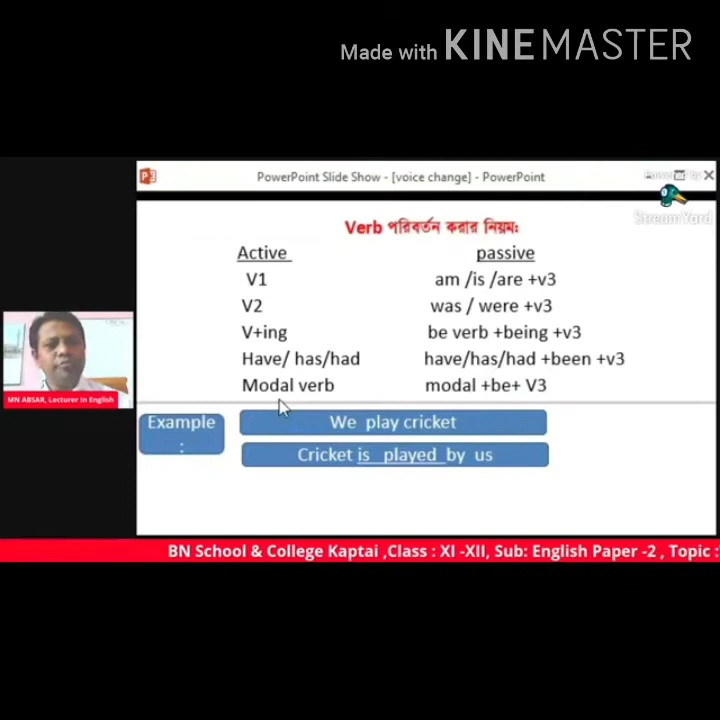 Made with KINEMASTER
PowerPoint Slide Show - [voice change] - PowerPoint
StreamYard
Verb পরিবর্তন করার নিয়মঃ
Active passive
V1 am /is /are +v3
V2 was / were +v3
V+ing be verb +being +v3
Have/ has/had have/has/had +been +v3
Modal verb modal +be+ V3
MN ABSAR, Lecturer In English
Example
:
We play cricket
Cricket is played by us
BN School & College Kaptai ,Class : XI -XII, Sub: English Paper -2 , Topic :